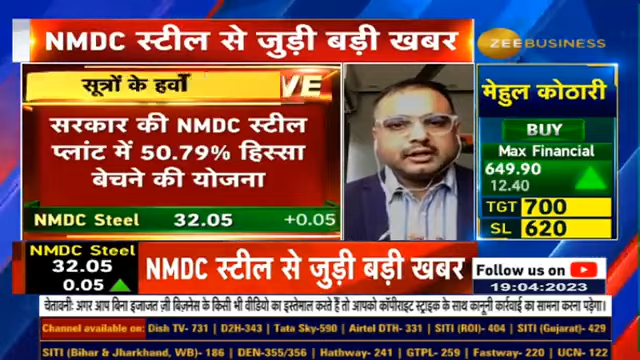 NMDC स्टील से जुड़ी बड़ी खबर
ZEE BUSINESS
सूत्रों के हवा
VE
सरकार की NMDC स्टील
प्लांट में 50.79% हिस्सा
बेचने की योजना
NMDC Steel 32.05 +0.05
मेहुल कोठारी
BUY
Max Financial
649.90
12.40
TGT 700
SL 620
NMDC Steel
32.05
0.05
NMDC स्टील से जुड़ी बड़ी खबर
Follow us on
19:04:2023
चेतावनी: अगर आप बिना इजाजत ज़ी बिज़नेस के किसी भी वीडियो का इस्तेमाल करते हैं तो आपको कॉपीराइट स्ट्राइक के साथ कानूनी कार्रवाई का सामना करना पड़ेगा.
Channel available on: Dish TV- 731 | D2H-343 | Tata Sky-590 | Airtel DTH-331 | SITI (ROI) - 404 | SITI (Gujarat) - 429
SITI (Bihar & Jharkhand, WB)- 186 | DEN-355/356 | Hathway-241 | GTPL-259 | Fastway-220 | UCN-122